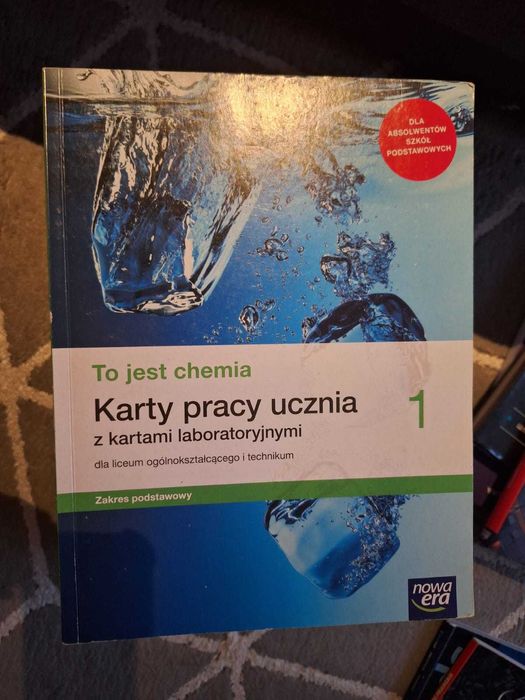 DLA
ABSOLWENTÓW
SZKÓŁ
PODSTAWOWYCH
To jest chemia
Karty pracy ucznia 1
z kartami laboratoryjnymi
dla liceum ogólnokształcącego i technikum
Zakres podstawowy
nowa
era